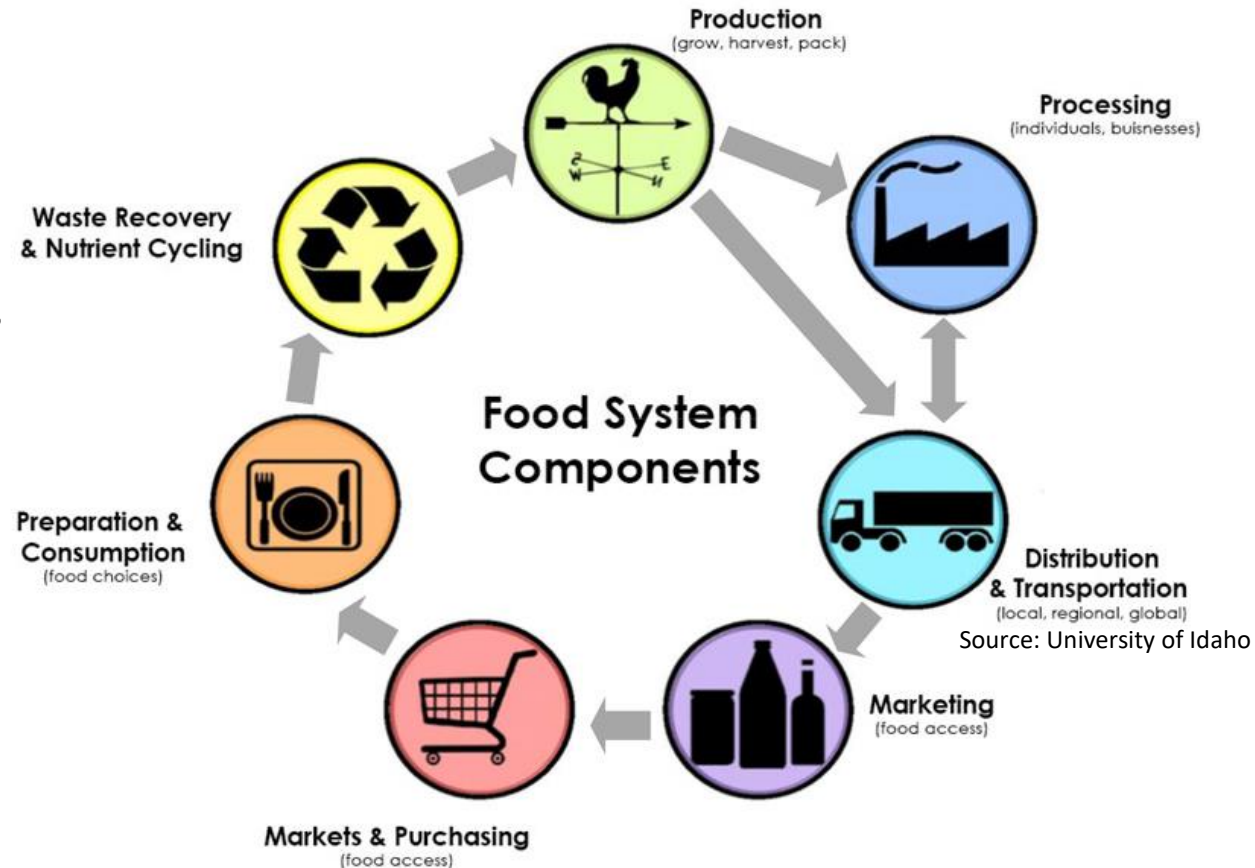 Production
(grow, harvest, pack)
Processing
(individuals, buisnesses)
S
E
W
N
Waste Recovery
& Nutrient Cycling
Food System
Components
Preparation &
Consumption
(food choices)
Distribution
& Transportation
(local, regional, global)
Source: University of Idaho
Marketing
(food access)
Markets & Purchasing
(food access)